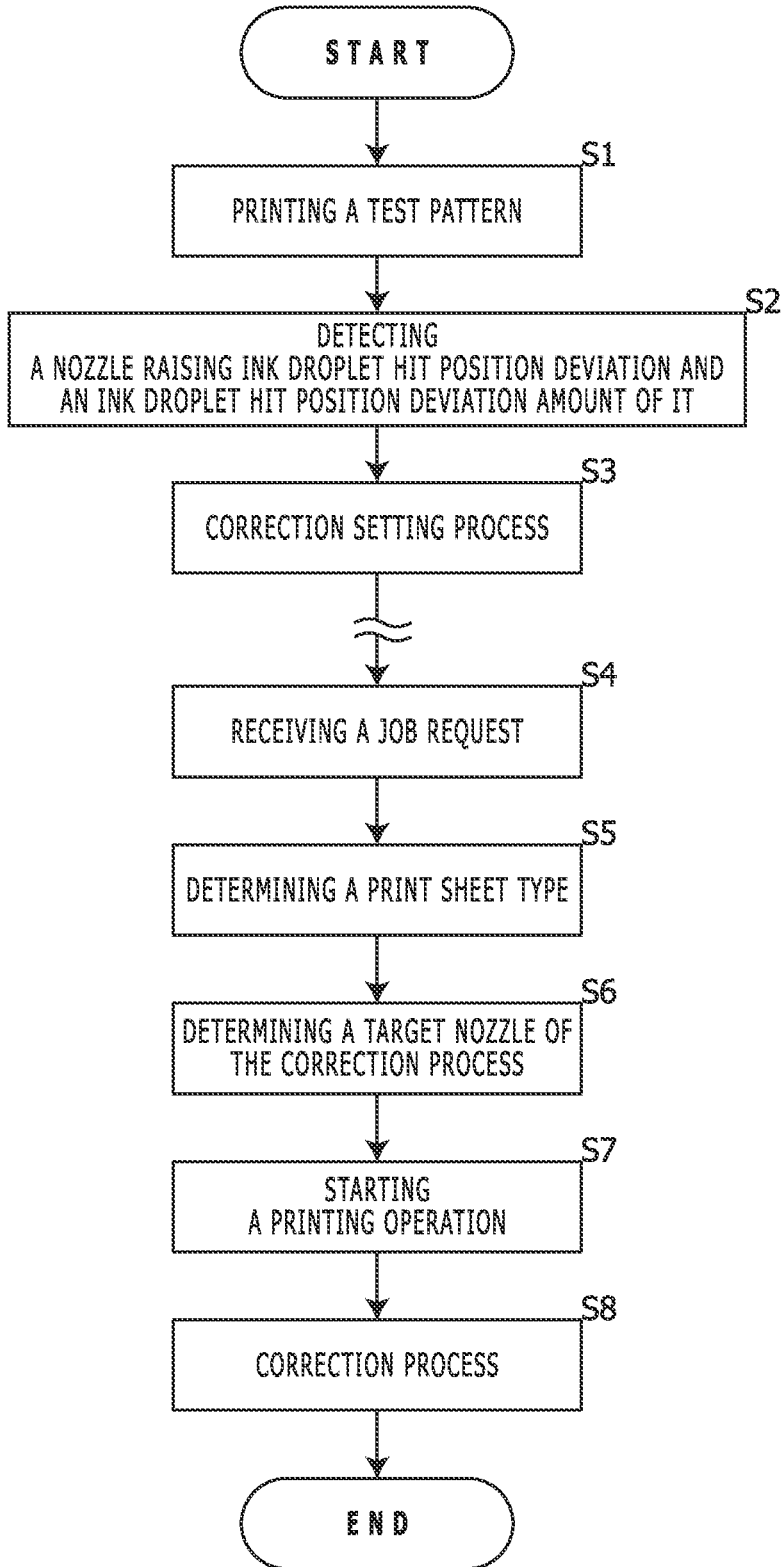 START
S1
PRINTING A TEST PATTERN
S2
DETECTING
A NOZZLE RAISING INK DROPLET HIT POSITION DEVIATION AND
AN INK DROPLET HIT POSITION DEVIATION AMOUNT OF IT
S3
CORRECTION SETTING PROCESS
S4
RECEIVING A JOB REQUEST
S5
DETERMINING A PRINT SHEET TYPE
S6
DETERMINING A TARGET NOZZLE OF
THE CORRECTION PROCESS
S7
STARTING
A PRINTING OPERATION
S8
CORRECTION PROCESS
END